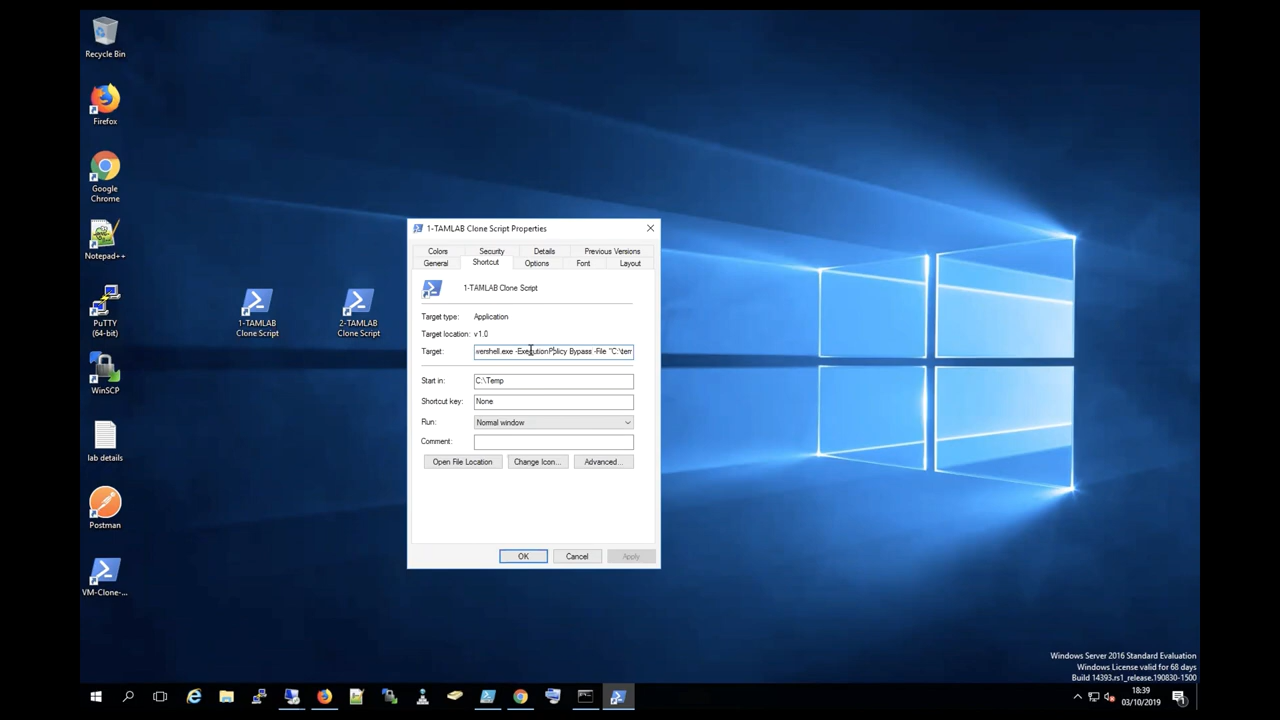 Recycle Bin
Firefox
Google
Chrome
Notepad++
PuTTY
(64-bit)
WinSCP
lab details
Postman
VM-Clone-...
1-TAMLAB
Clone Script
2-TAMLAB
Clone Script
1-TAMLAB Clone Script Properties
Colors Security Details Previous Versions
General Shortcut Options Font Layout
1-TAMLAB Clone Script
Target type: Application
Target location: v1.0
Target: wershell.exe -ExecutionPolicy Bypass -File "C:\tem
Start in: C:\Temp
Shortcut key: None
Run: Normal window
Comment:
Open File Location Change Icon... Advanced...
OK Cancel Apply
Windows Server 2016 Standard Evaluation
Windows License valid for 68 days
Build 14393.rs1_release.190830-1500
18:39
03/10/2019
1